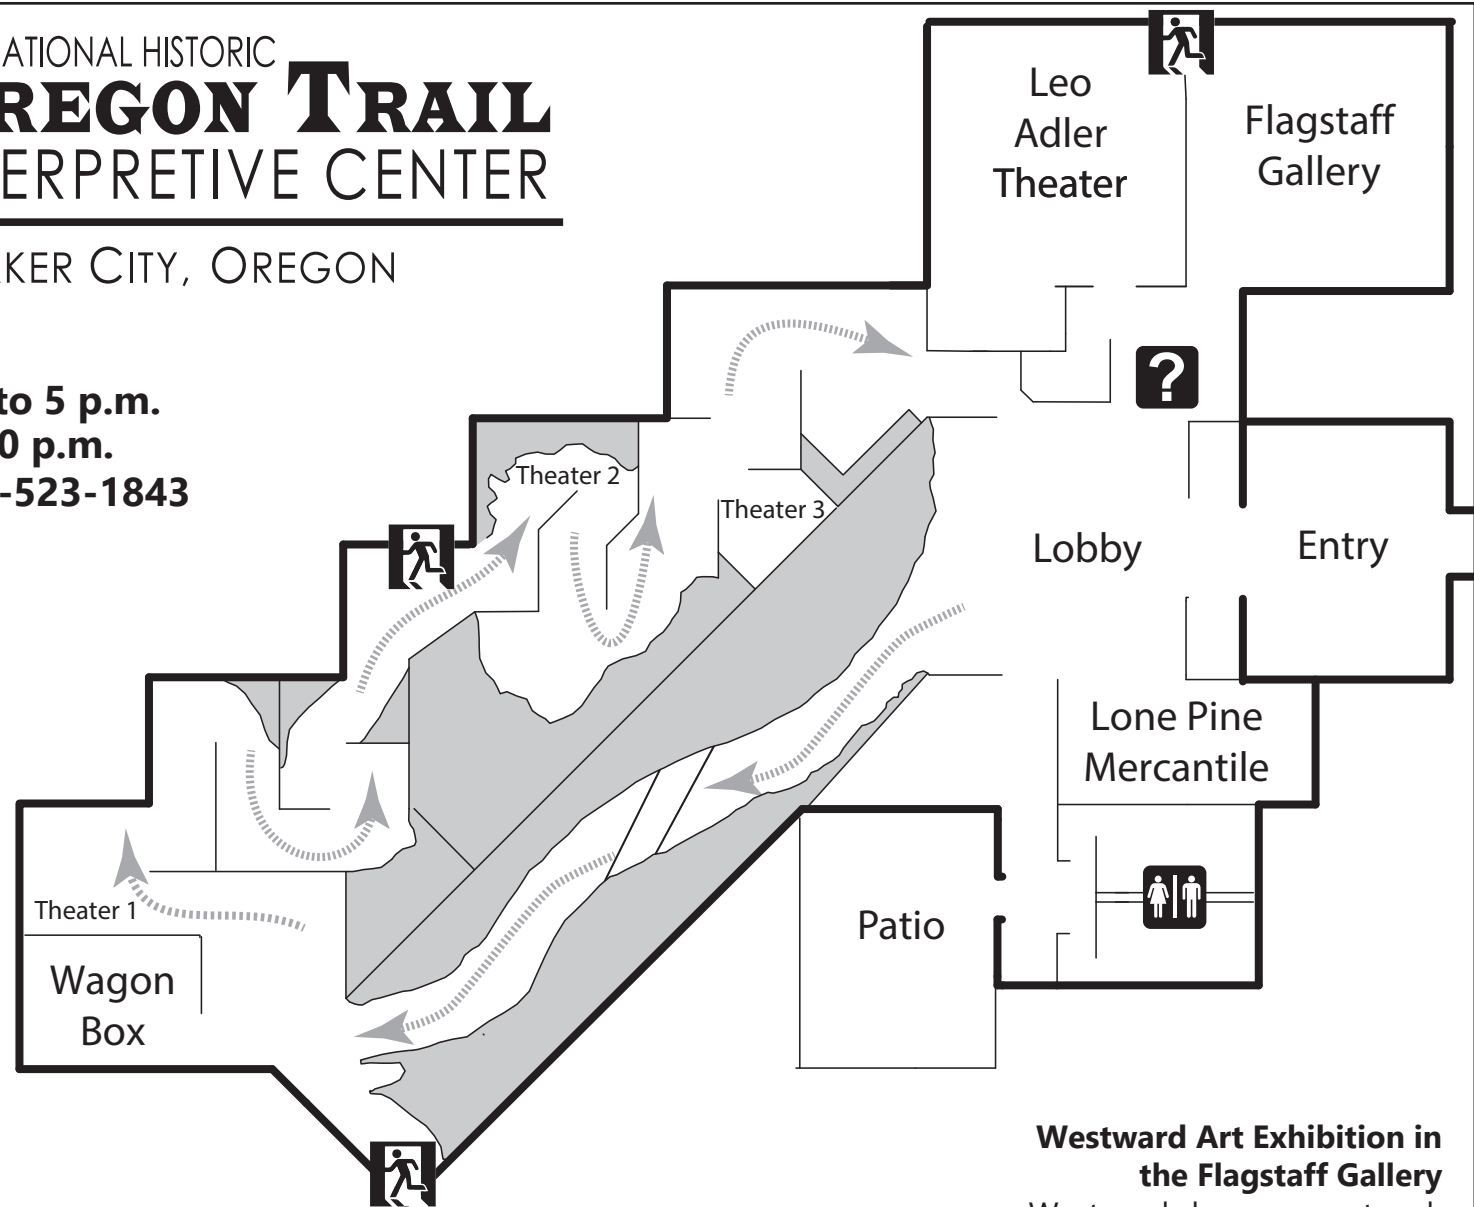 ATIONAL HISTORIC
REGON TRAIL
ERPRETIVE CENTER
KER CITY, OREGON
to 5 p.m.
0 p.m.
-523-1843
Leo
Adler
Theater
Flagstaff
Gallery
?
Theater 2
Theater 3
Lobby
Entry
Lone Pine
Mercantile
Theater 1
Wagon
Box
Patio
Westward Art Exhibition in
the Flagstaff Gallery